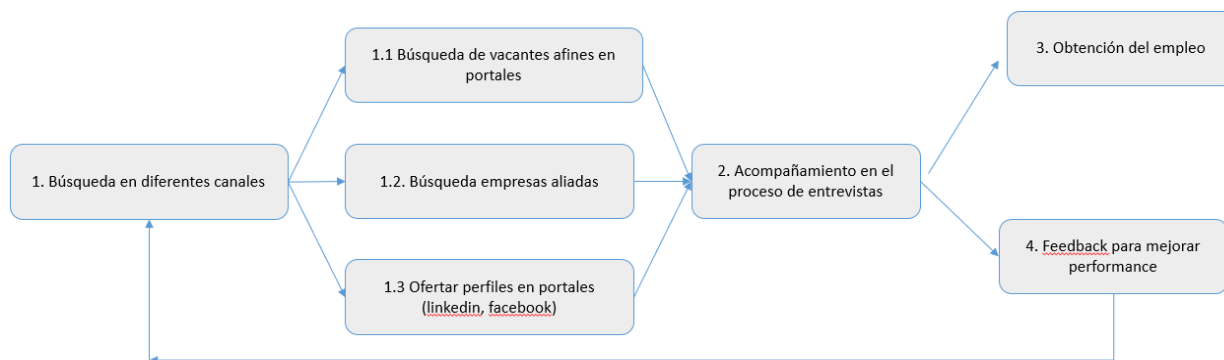 1. Búsqueda en diferentes canales
1.1 Búsqueda de vacantes afines en
portales
1.2. Búsqueda empresas aliadas
1.3 Ofertar perfiles en portales
(linkedin, facebook)
2. Acompañamiento en el
proceso de entrevistas
3. Obtención del empleo
4. Feedback para mejorar
performance